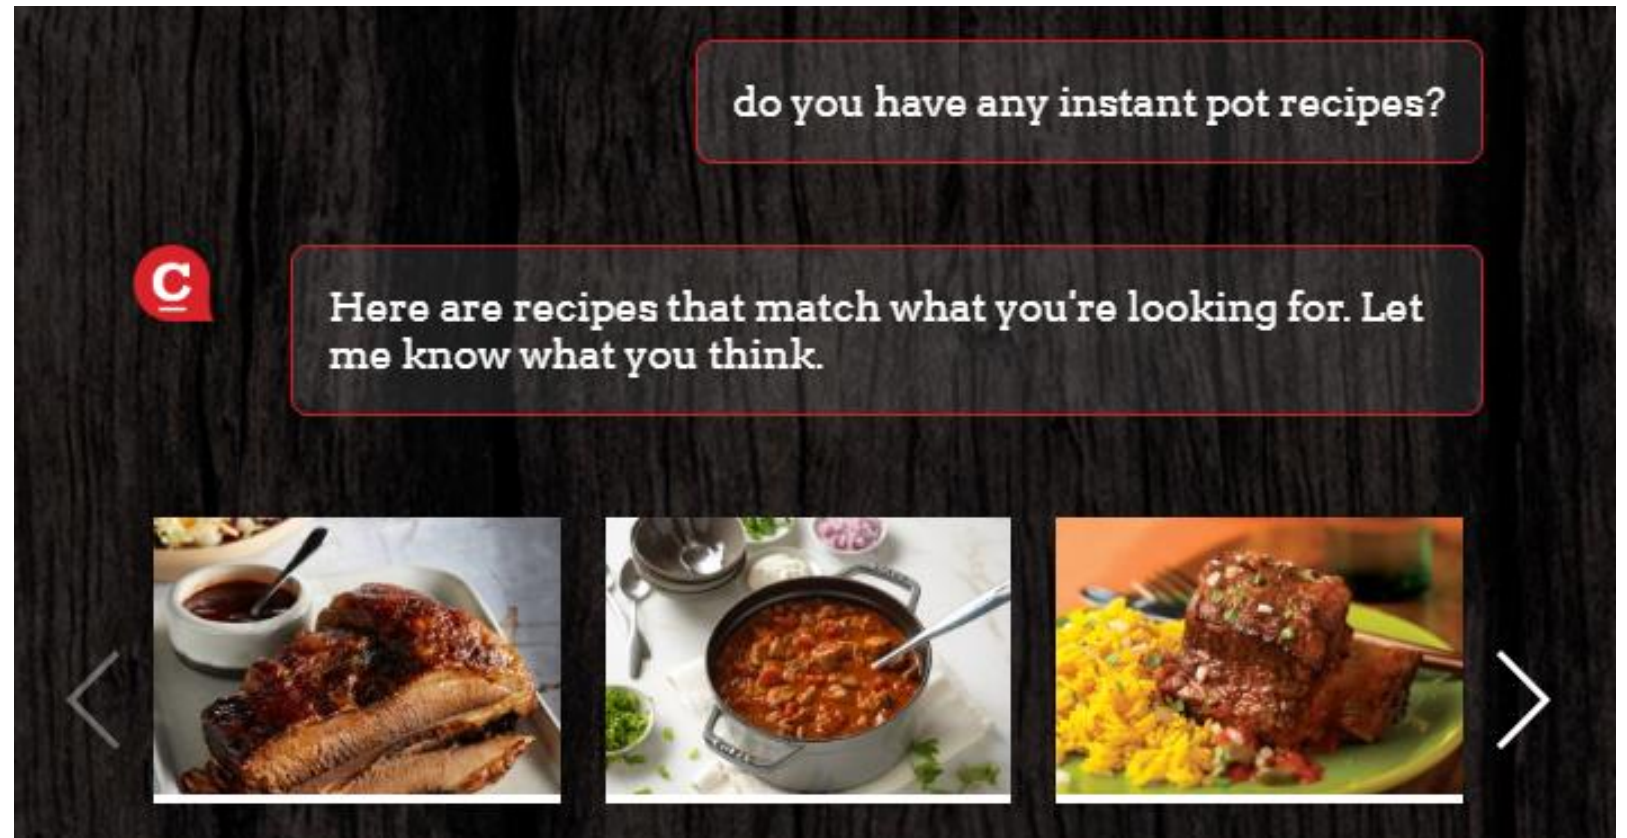 do you have any instant pot recipes?
C
Here are recipes that match what you're looking for. Let
me know what you think.